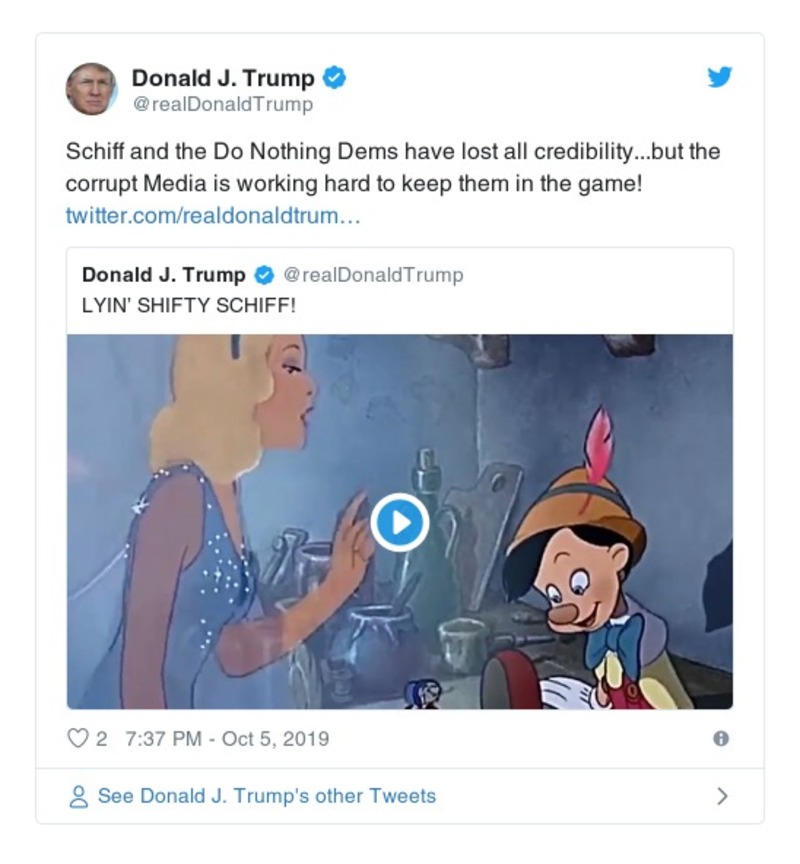 Donald J. Trump
@realDonaldTrump
Schiff and the Do Nothing Dems have lost all credibility...but the
corrupt Media is working hard to keep them in the game!
twitter.com/realdonaldtrum…
Donald J. Trump @realDonaldTrump
LYIN’ SHIFTY SCHIFF!
2 7:37 PM - Oct 5, 2019
See Donald J. Trump's other Tweets